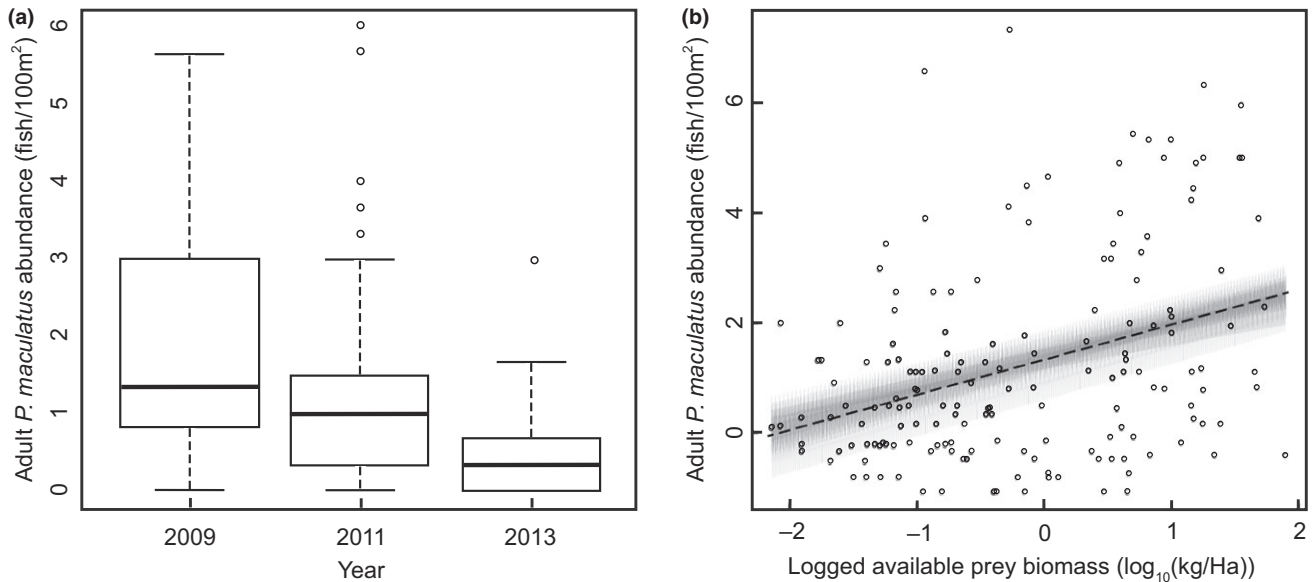 (a)
Adult P. maculatus abundance (fish/100m²)
6
5
4
3
2
1
0
2009 2011 2013
Year
(b)
Adult P. maculatus abundance (fish/100m²)
6
4
2
0
–2 –1 0 1 2
Logged available prey biomass (log₁₀(kg/Ha))